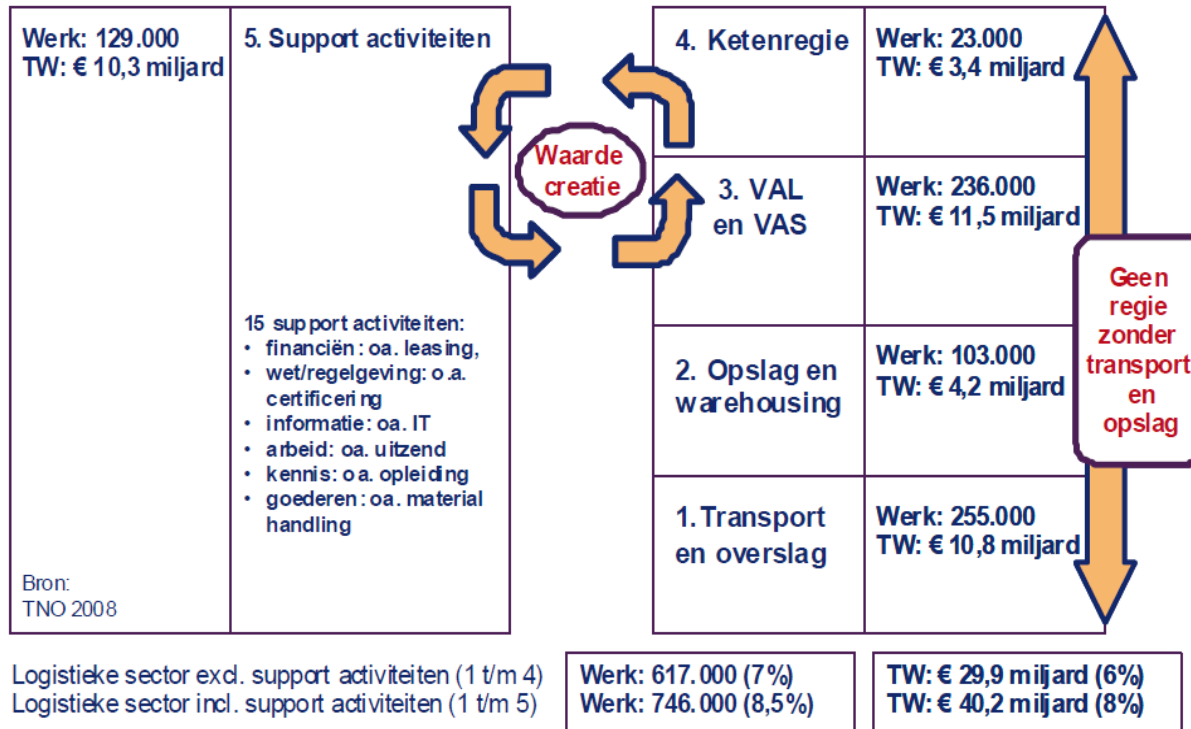 Werk: 129.000
TW: € 10,3 miljard
5. Support activiteiten
15 support activiteiten:
• financiën: oa. leasing,
• wet/regelgeving: o.a.
certificering
• informatie: oa. IT
• arbeid: oa. uitzend
• kennis: oa. opleiding
• goederen: oa. material
handling
Bron:
TNO 2008
Waarde
creatie
4. Ketenregie
Werk: 23.000
TW: € 3,4 miljard
3. VAL
en VAS
Werk: 236.000
TW: € 11,5 miljard
2. Opslag en
warehousing
Werk: 103.000
TW: € 4,2 miljard
1. Transport
en overslag
Werk: 255.000
TW: € 10,8 miljard
Geen
regie
zonder
transport
en
opslag
Logistieke sector excl. support activiteiten (1 t/m 4)
Logistieke sector incl. support activiteiten (1 t/m 5)
Werk: 617.000 (7%)
Werk: 746.000 (8,5%)
TW: € 29,9 miljard (6%)
TW: € 40,2 miljard (8%)